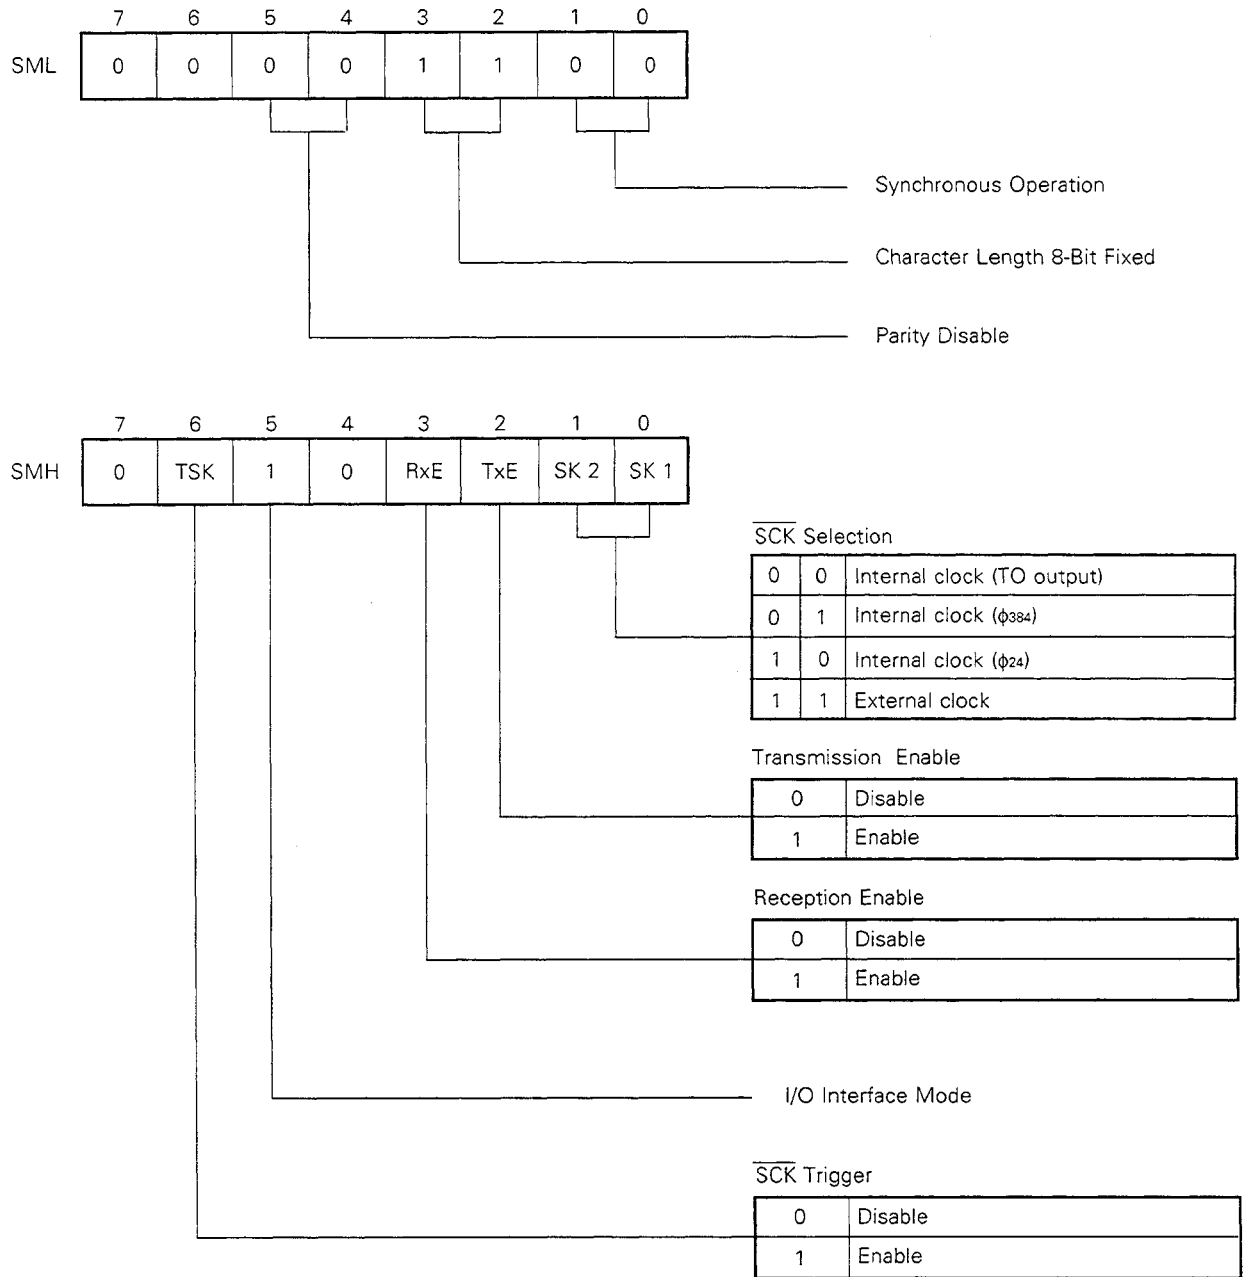 7 6 5 4 3 2 1 0
SML 0 0 0 0 1 1 0 0
Synchronous Operation
Character Length 8-Bit Fixed
Parity Disable
7 6 5 4 3 2 1 0
SMH 0 TSK 1 0 RxE TxE SK 2 SK 1
S̅C̅K̅ Selection
0 0 Internal clock (TO output)
0 1 Internal clock (ϕ384)
1 0 Internal clock (ϕ24)
1 1 External clock
Transmission Enable
0 Disable
1 Enable
Reception Enable
0 Disable
1 Enable
I/O Interface Mode
S̅C̅K̅ Trigger
0 Disable
1 Enable